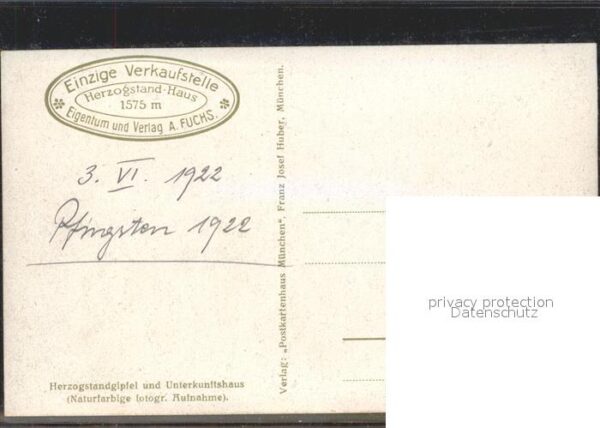 Einzige Verkaufstelle
Herzogstand-Haus
1575 m
Eigentum und Verlag A. FUCHS.
3. VI. 1922
Pfingsten 1922
Verlag: „Postkartenhaus München“, Franz Josef Huber, München.
privacy protection
Datenschutz
Herzogstandgipfel und Unterkunftshaus
(Naturfarbige fotogr. Aufnahme).